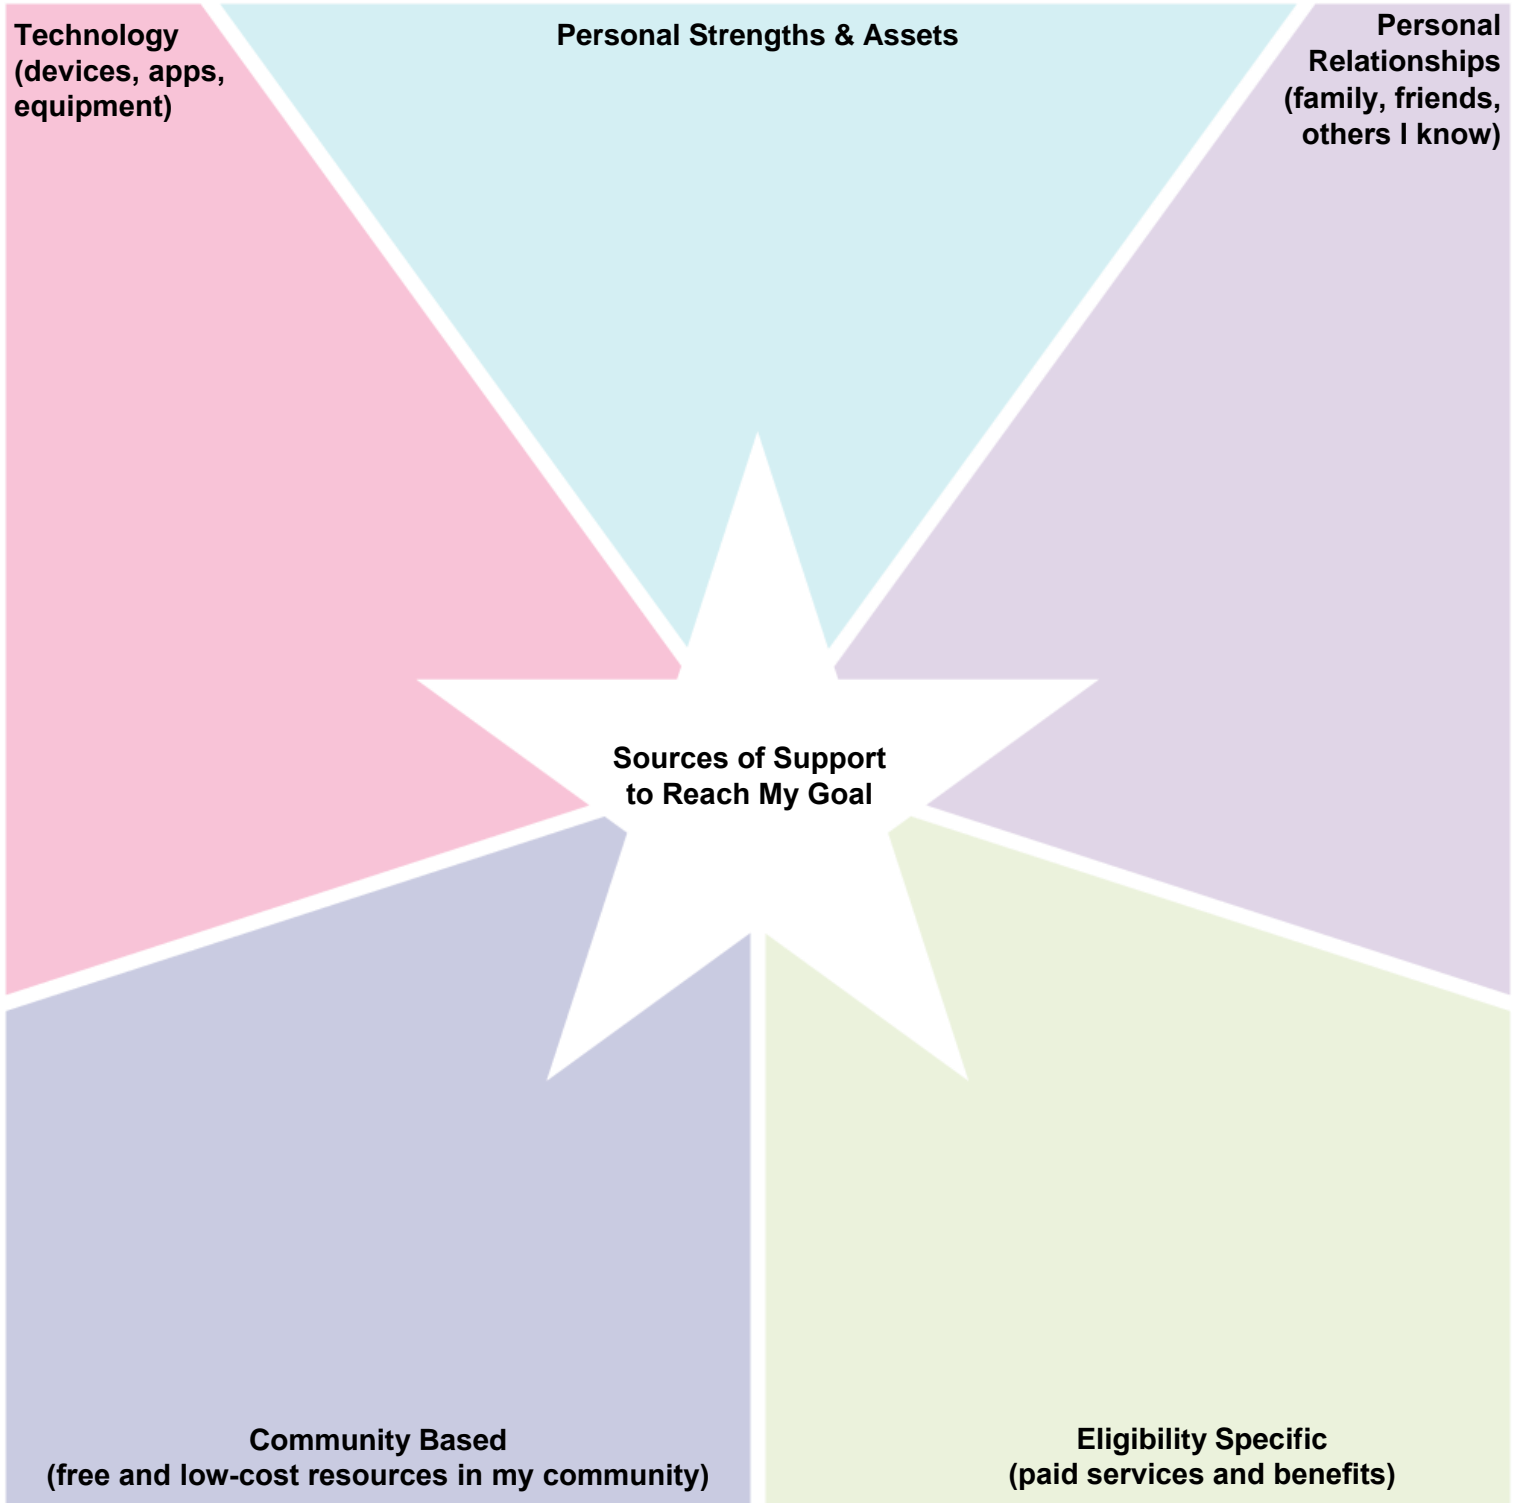 Technology
(devices, apps,
equipment)
Personal Strengths & Assets
Personal
Relationships
(family, friends,
others I know)
Sources of Support
to Reach My Goal
Community Based
(free and low-cost resources in my community)
Eligibility Specific
(paid services and benefits)